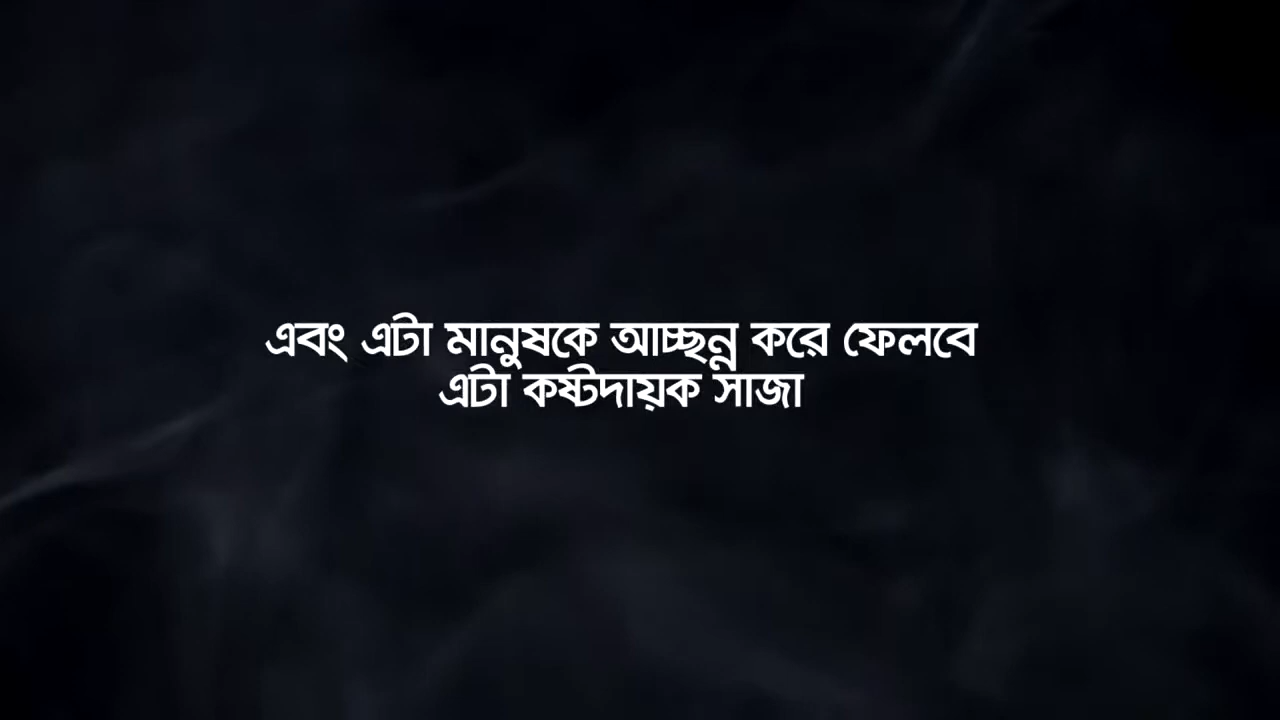 এবং এটা মানুষকে আচ্ছন্ন করে ফেলবে
এটা কষ্টদায়ক সাজা